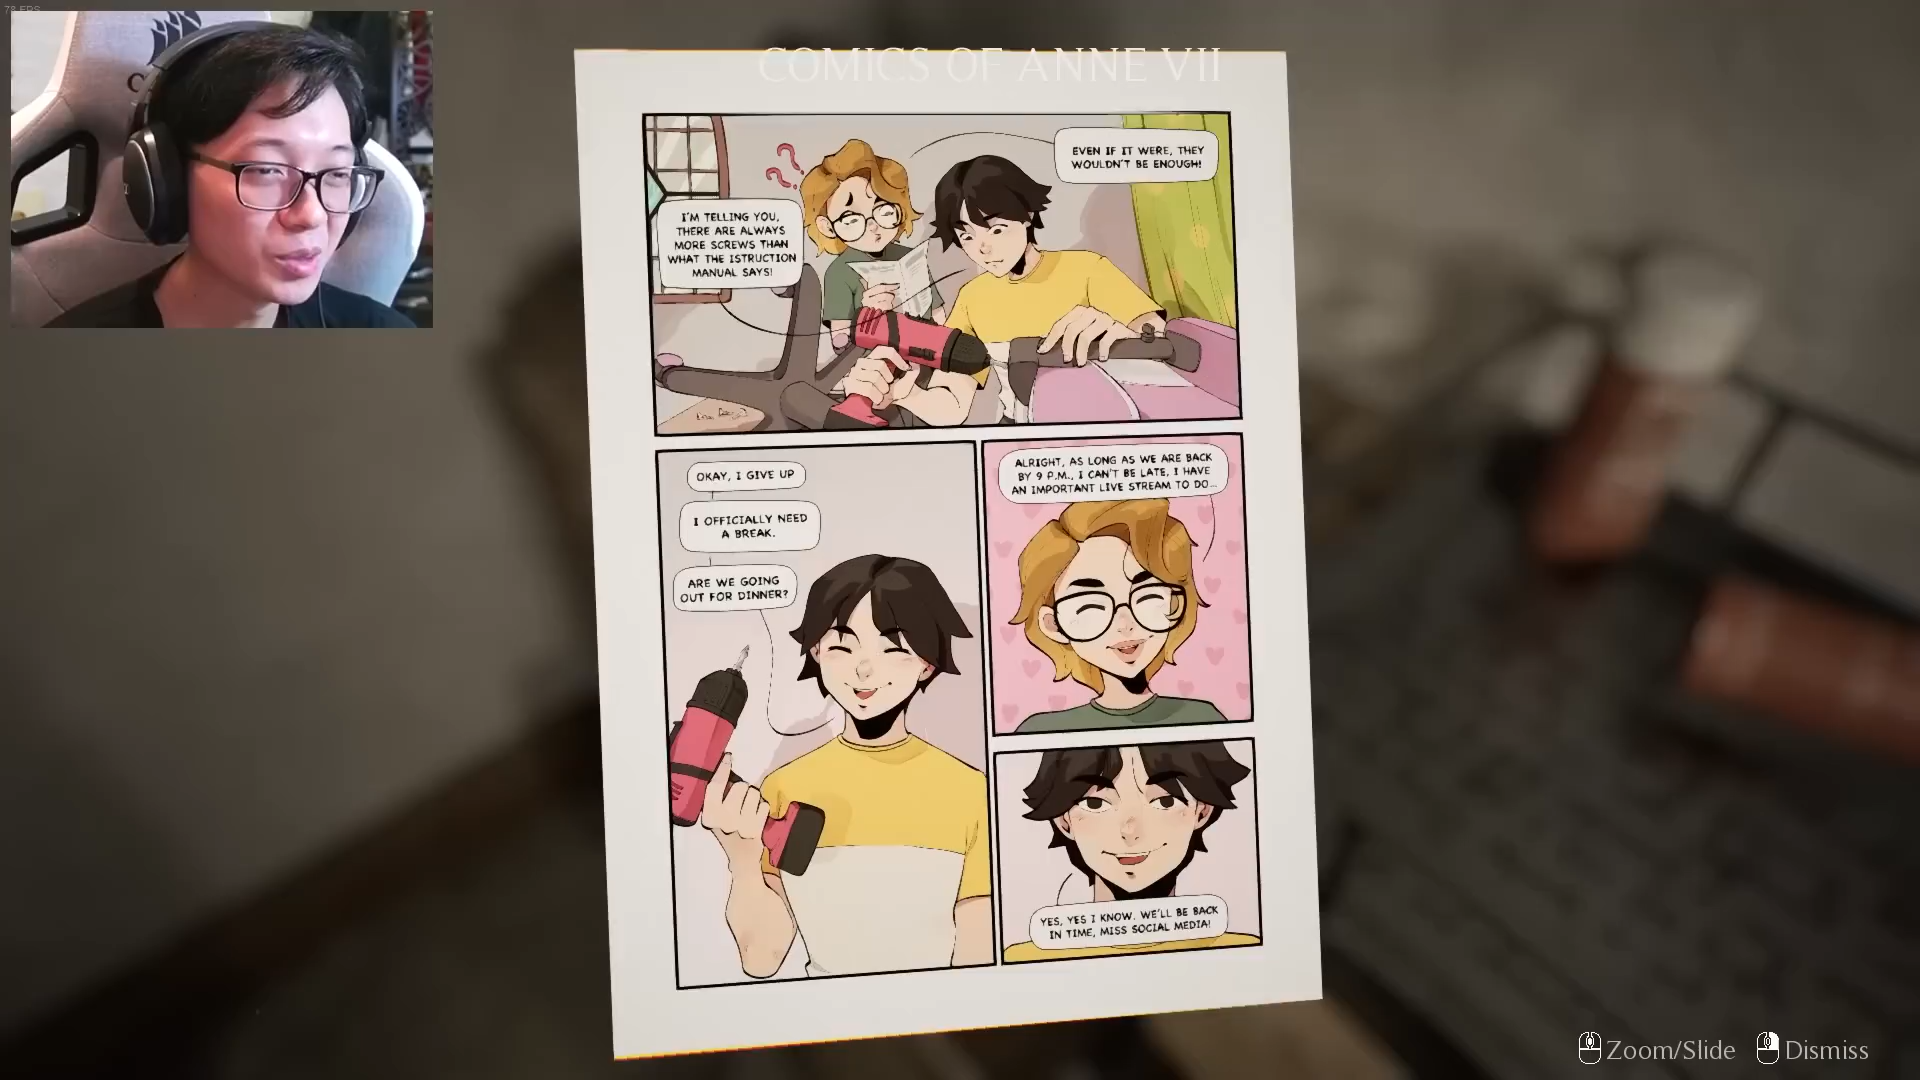 78 FPS
COMICS OF ANNE VII
I'M TELLING YOU,
THERE ARE ALWAYS
MORE SCREWS THAN
WHAT THE ISTRUCTION
MANUAL SAYS!
EVEN IF IT WERE, THEY
WOULDN'T BE ENOUGH!
OKAY, I GIVE UP
I OFFICIALLY NEED
A BREAK.
ARE WE GOING
OUT FOR DINNER?
ALRIGHT, AS LONG AS WE ARE BACK
BY 9 P.M., I CAN'T BE LATE, I HAVE
AN IMPORTANT LIVE STREAM TO DO...
YES, YES I KNOW. WE'LL BE BACK
IN TIME, MISS SOCIAL MEDIA!
Zoom/Slide
Dismiss